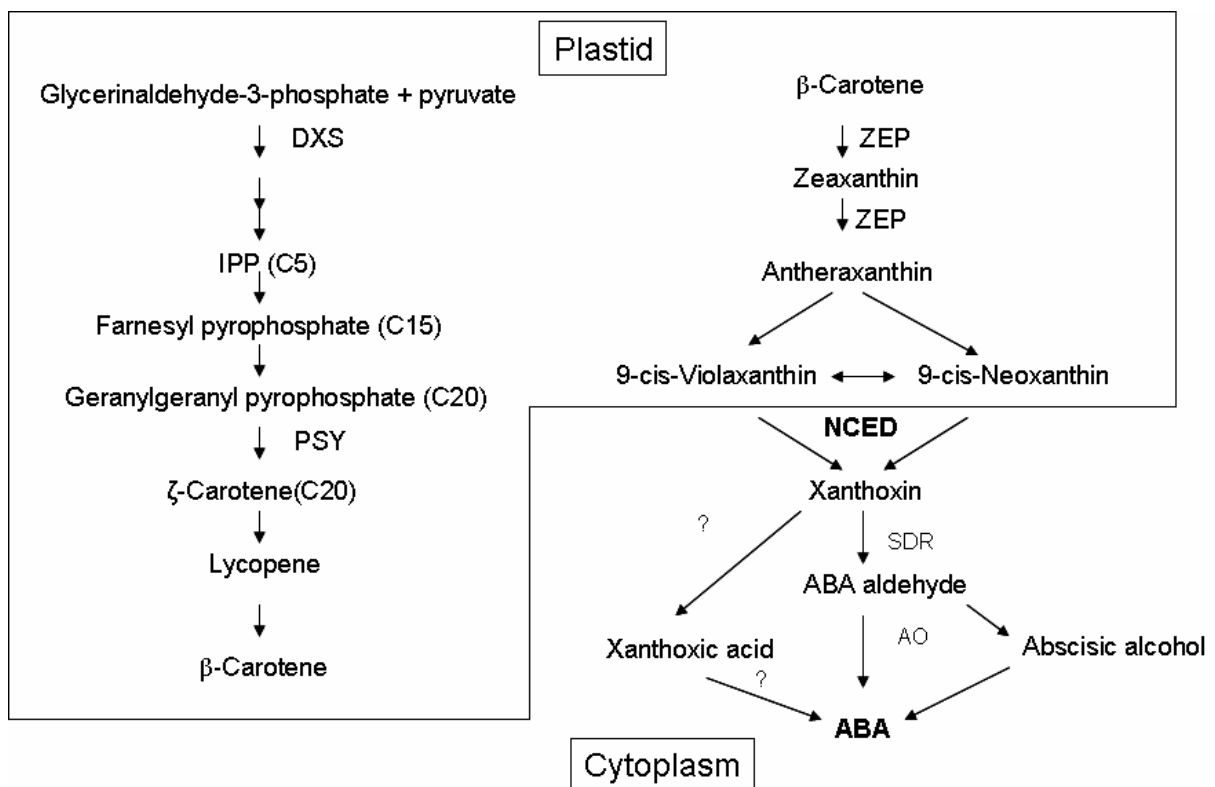 Plastid
Glycerinaldehyde-3-phosphate + pyruvate
DXS
IPP (C5)
Farnesyl pyrophosphate (C15)
Geranylgeranyl pyrophosphate (C20)
PSY
ζ-Carotene(C20)
Lycopene
β-Carotene
β-Carotene
ZEP
Zeaxanthin
ZEP
Antheraxanthin
9-cis-Violaxanthin
9-cis-Neoxanthin
NCED
Xanthoxin
?
SDR
ABA aldehyde
Xanthoxic acid
AO
Abscisic alcohol
?
ABA
Cytoplasm